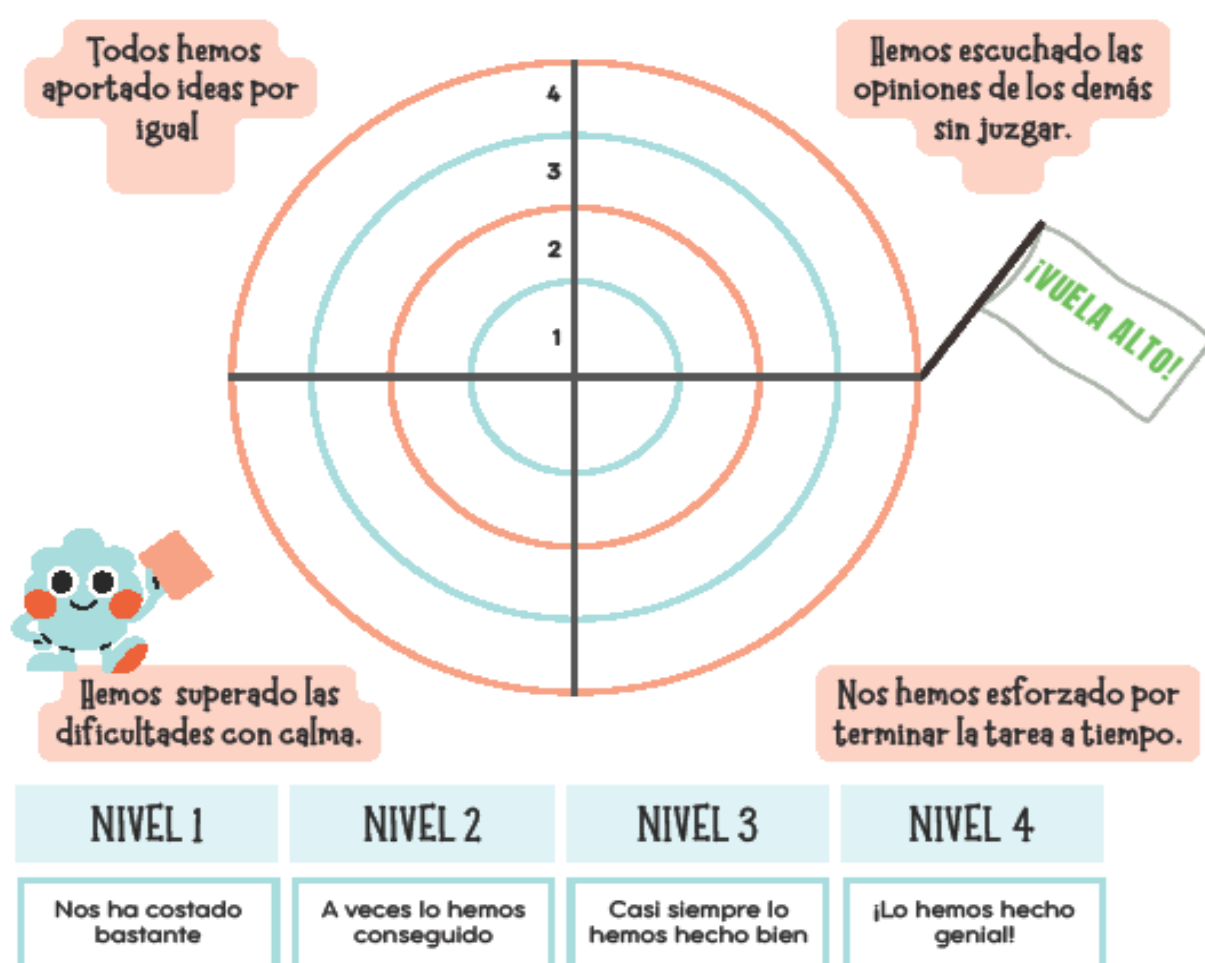 Todos hemos
aportado ideas por
igual
Hemos escuchado las
opiniones de los demás
sin juzgar.
4
3
2
1
¡VUELA ALTO!
Hemos superado las
dificultades con calma.
Nos hemos esforzado por
terminar la tarea a tiempo.
NIVEL 1
NIVEL 2
NIVEL 3
NIVEL 4
Nos ha costado
bastante
A veces lo hemos
conseguido
Casi siempre lo
hemos hecho bien
¡Lo hemos hecho
genial!